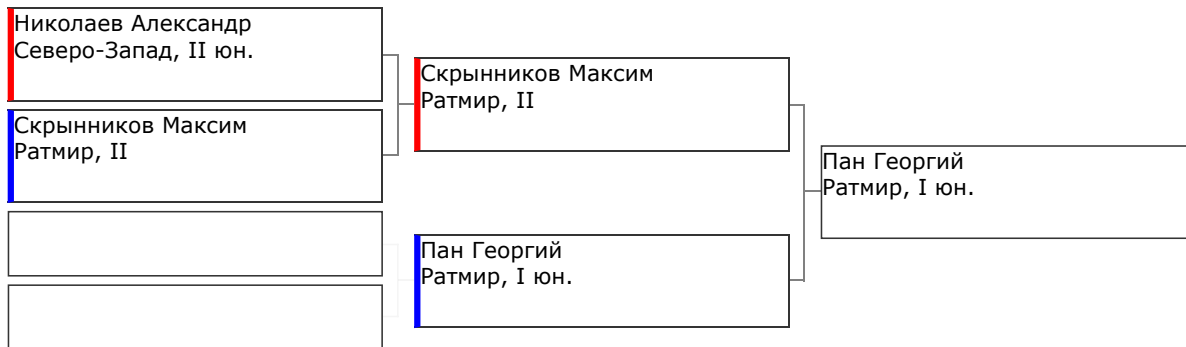 Николаев Александр
Северо-Запад, II юн.
Скрынников Максим
Ратмир, II
Скрынников Максим
Ратмир, II
Пан Георгий
Ратмир, I юн.
Пан Георгий
Ратмир, I юн.